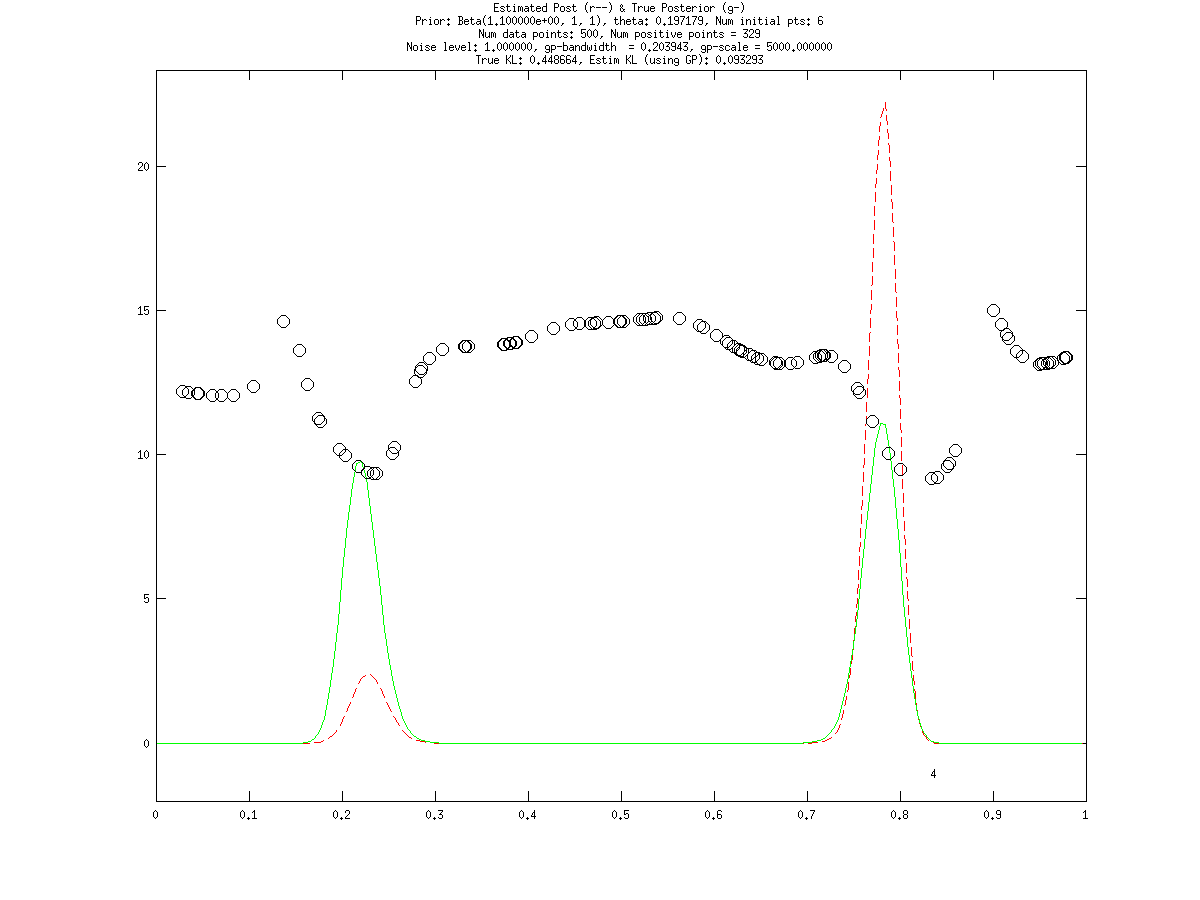 Estimated Post (r--) & True Posterior (g-)
Prior: Beta(1.100000e+00, 1, 1), theta: 0.197179, Num initial pts: 6
Num data points: 500, Num positive points = 329
Noise level: 1.000000, gp-bandwidth  = 0.203943, gp-scale = 5000.000000
True KL: 0.448664, Estim KL (using GP): 0.093293
20
15
10
5
0
4
0 0.1 0.2 0.3 0.4 0.5 0.6 0.7 0.8 0.9 1